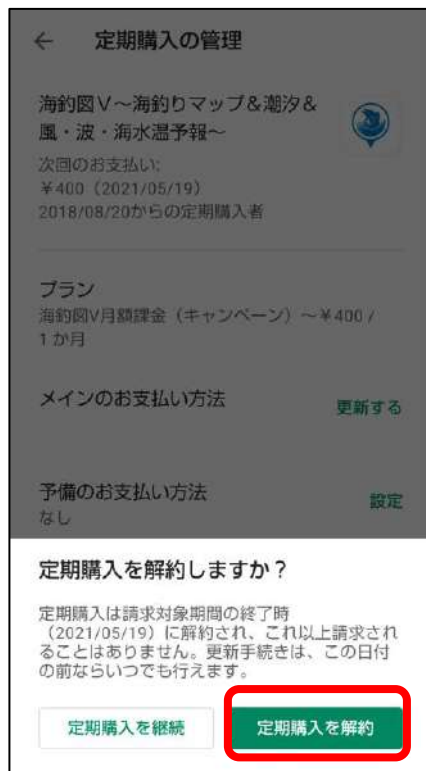 ← 定期購入の管理
海釣図V～海釣りマップ&潮汐&
風・波・海水温予報～
次回のお支払い:
¥400（2021/05/19）
2018/08/20からの定期購入者
プラン
海釣図V月額課金（キャンペーン）～¥400 /
1 か月
メインのお支払い方法
更新する
予備のお支払い方法
設定
なし
定期購入を解約しますか？
定期購入は請求対象期間の終了時
（2021/05/19）に解約され、これ以上請求され
ることはありません。更新手続きは、この日付
の前ならいつでも行えます。
定期購入を継続
定期購入を解約